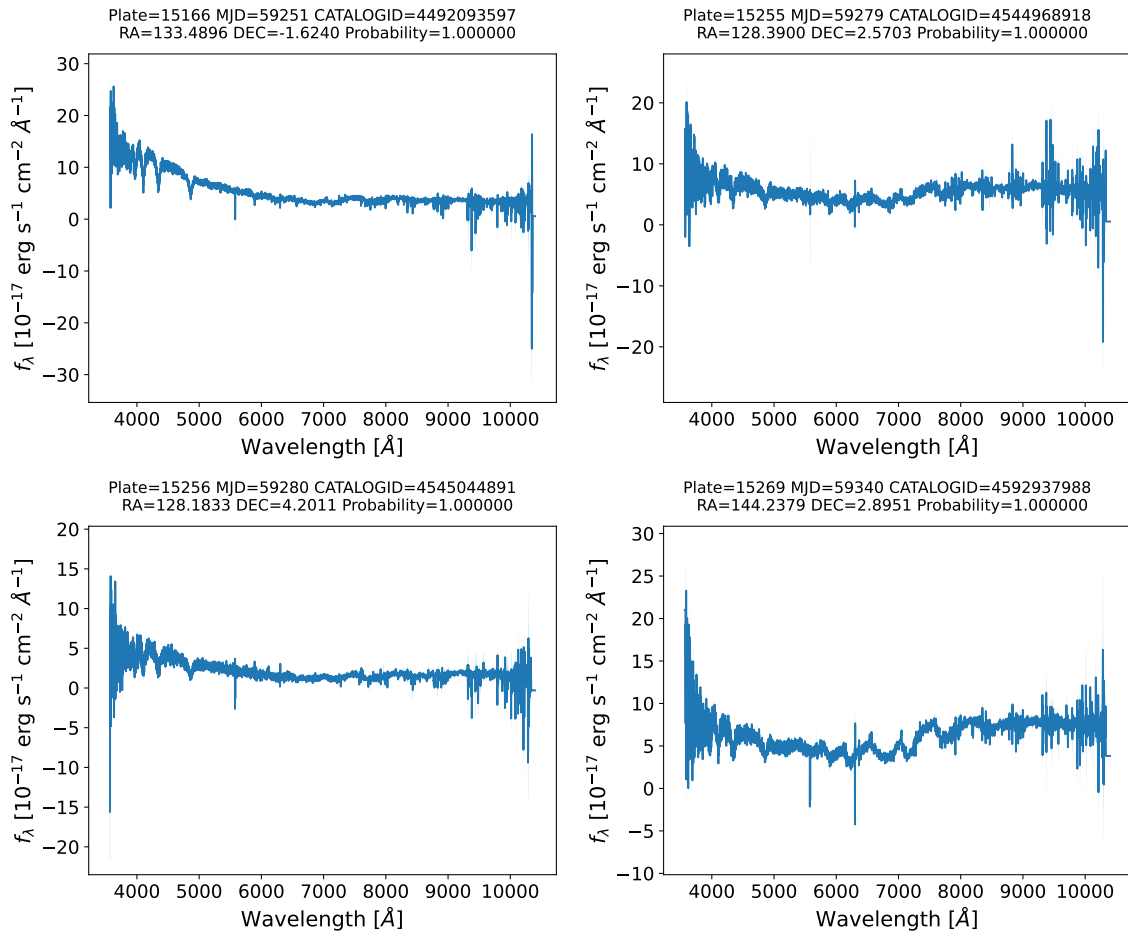 Plate=15166 MJD=59251 CATALOGID=4492093597
RA=133.4896 DEC=-1.6240 Probability=1.000000
30
20
10
0
−10
−20
−30
fλ [10−17 erg s−1 cm−2 Å−1]
4000 5000 6000 7000 8000 9000 10000
Wavelength [Å]
Plate=15255 MJD=59279 CATALOGID=4544968918
RA=128.3900 DEC=2.5703 Probability=1.000000
20
10
0
−10
−20
fλ [10−17 erg s−1 cm−2 Å−1]
4000 5000 6000 7000 8000 9000 10000
Wavelength [Å]
Plate=15256 MJD=59280 CATALOGID=4545044891
RA=128.1833 DEC=4.2011 Probability=1.000000
20
15
10
5
0
−5
−10
−15
−20
fλ [10−17 erg s−1 cm−2 Å−1]
4000 5000 6000 7000 8000 9000 10000
Wavelength [Å]
Plate=15269 MJD=59340 CATALOGID=4592937988
RA=144.2379 DEC=2.8951 Probability=1.000000
30
25
20
15
10
5
0
−5
−10
fλ [10−17 erg s−1 cm−2 Å−1]
4000 5000 6000 7000 8000 9000 10000
Wavelength [Å]